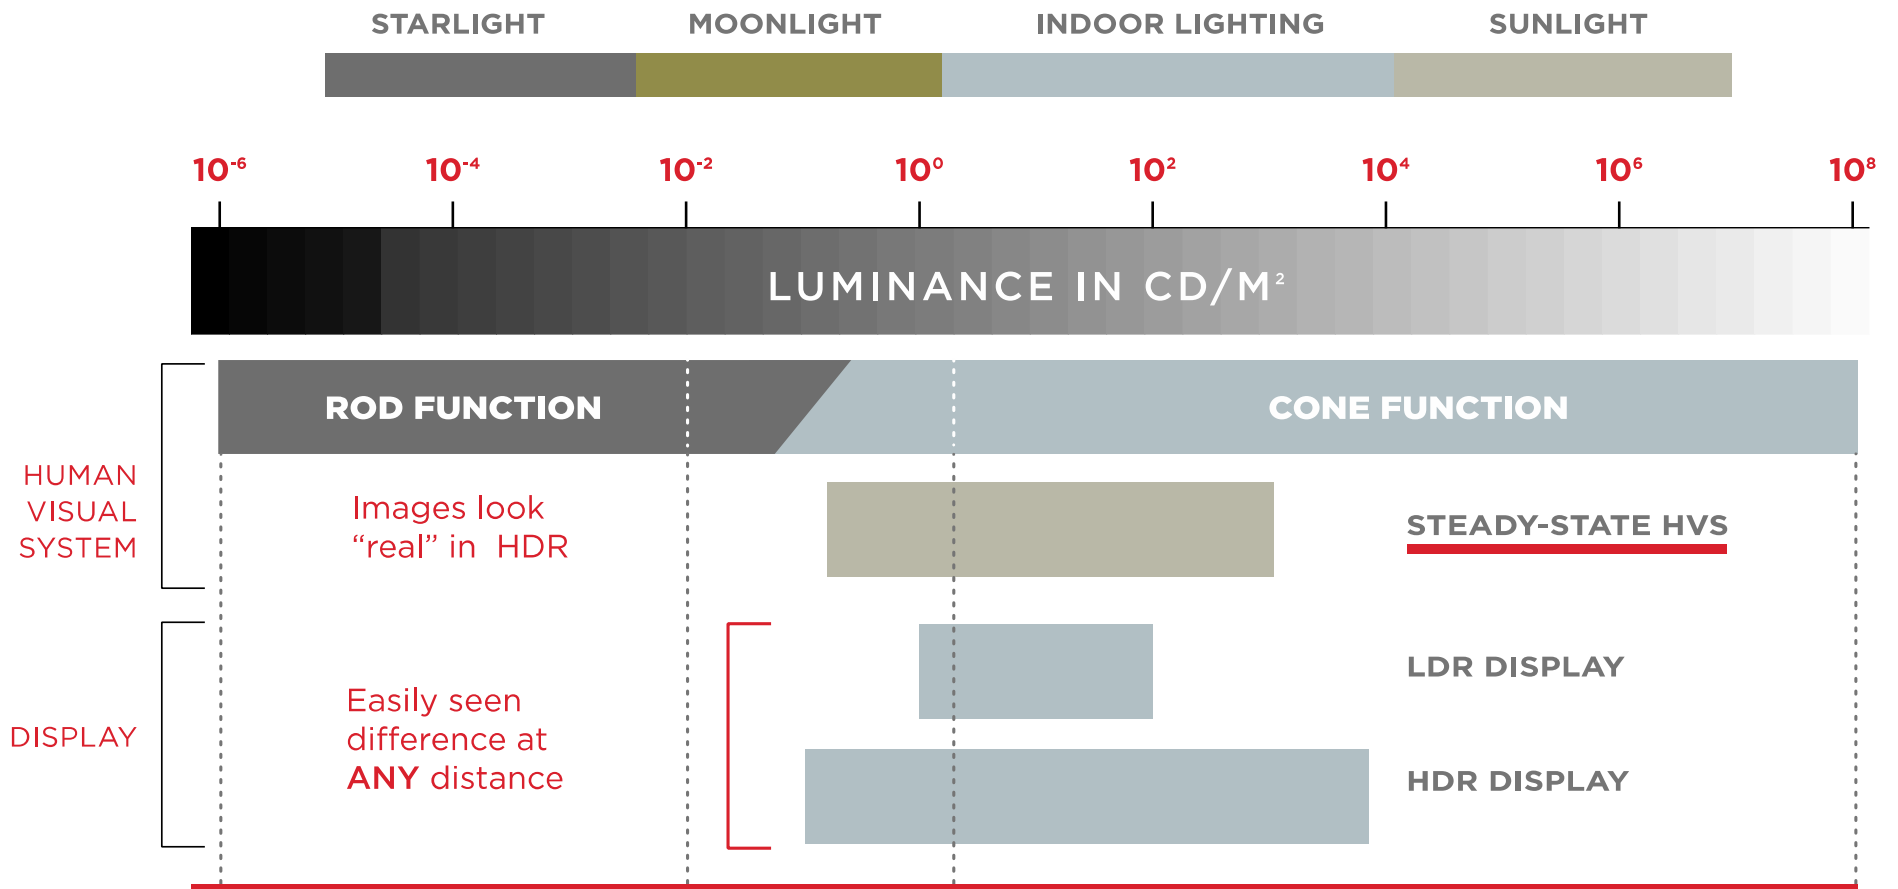 STARLIGHT MOONLIGHT INDOOR LIGHTING SUNLIGHT
10⁻⁶ 10⁻⁴ 10⁻² 10⁰ 10² 10⁴ 10⁶ 10⁸
LUMINANCE IN CD/M²
ROD FUNCTION CONE FUNCTION
HUMAN
VISUAL
SYSTEM
Images look
“real” in HDR
STEADY-STATE HVS
DISPLAY
Easily seen
difference at
ANY distance
LDR DISPLAY
HDR DISPLAY